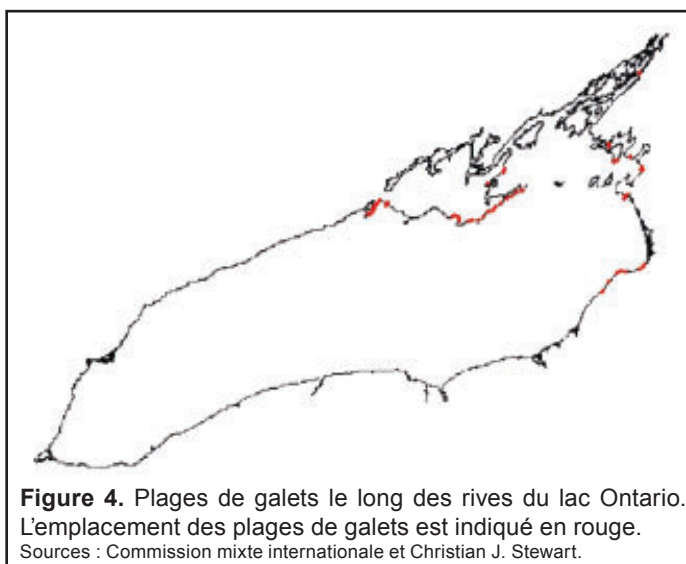 Figure 4. Plages de galets le long des rives du lac Ontario.
L'emplacement des plages de galets est indiqué en rouge.
Sources : Commission mixte internationale et Christian J. Stewart.